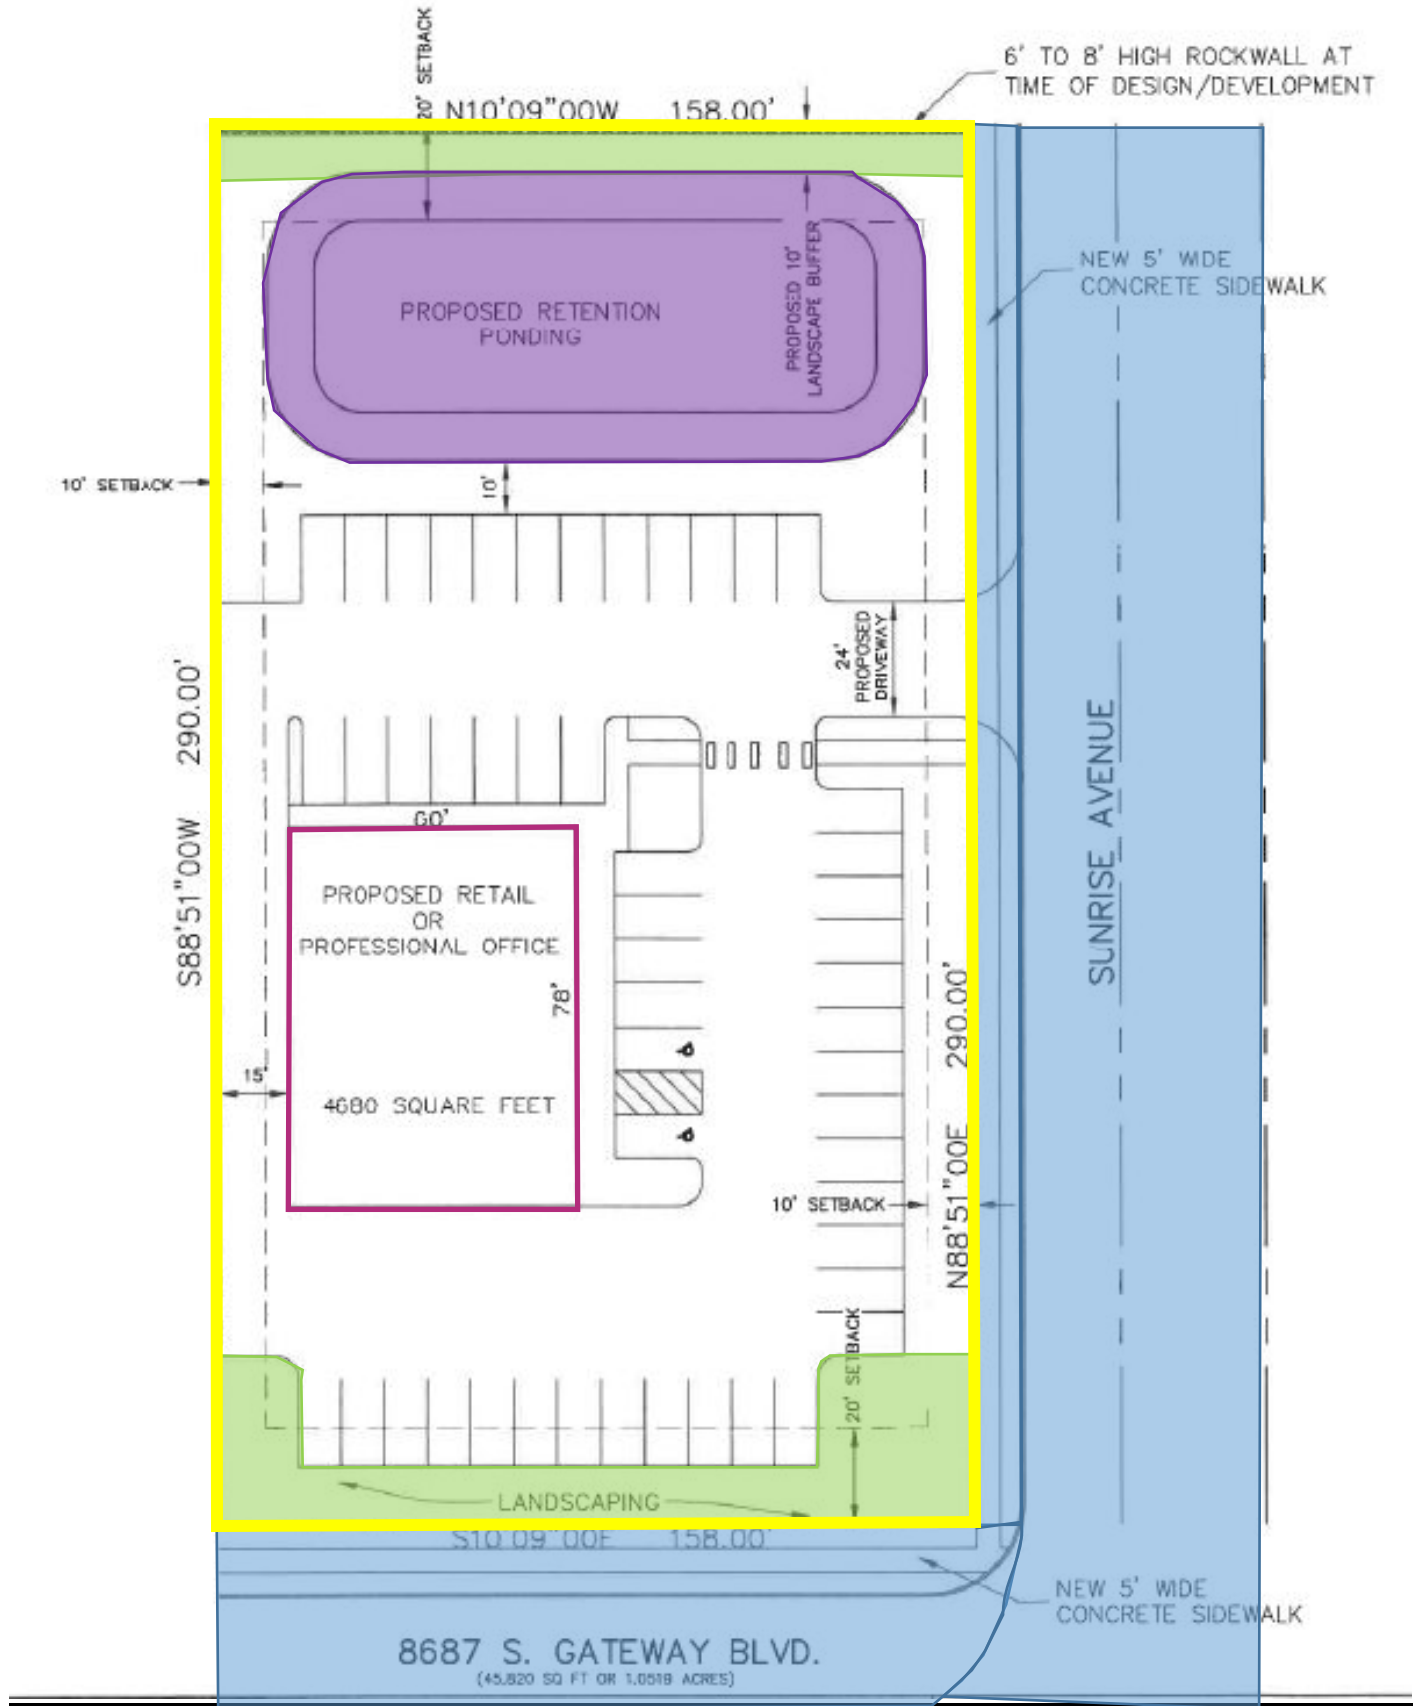 20' SETBACK
6' TO 8' HIGH ROCKWALL AT
TIME OF DESIGN/DEVELOPMENT
N10'09"00W 158.00'
PROPOSED 10'
LANDSCAPE BUFFER
NEW 5' WIDE
CONCRETE SIDEWALK
PROPOSED RETENTION
PONDING
10' SETBACK
10'
24'
PROPOSED
DRIVEWAY
S88'51"00W 290.00'
SUNRISE AVENUE
60'
PROPOSED RETAIL
OR
PROFESSIONAL OFFICE
78'
15'
4680 SQUARE FEET
N88'51"00E 290.00'
10' SETBACK
20' SETBACK
LANDSCAPING
S10'09"00E 158.00'
NEW 5' WIDE
CONCRETE SIDEWALK
8687 S. GATEWAY BLVD.
(45,820 SQ FT OR 1.0519 ACRES)